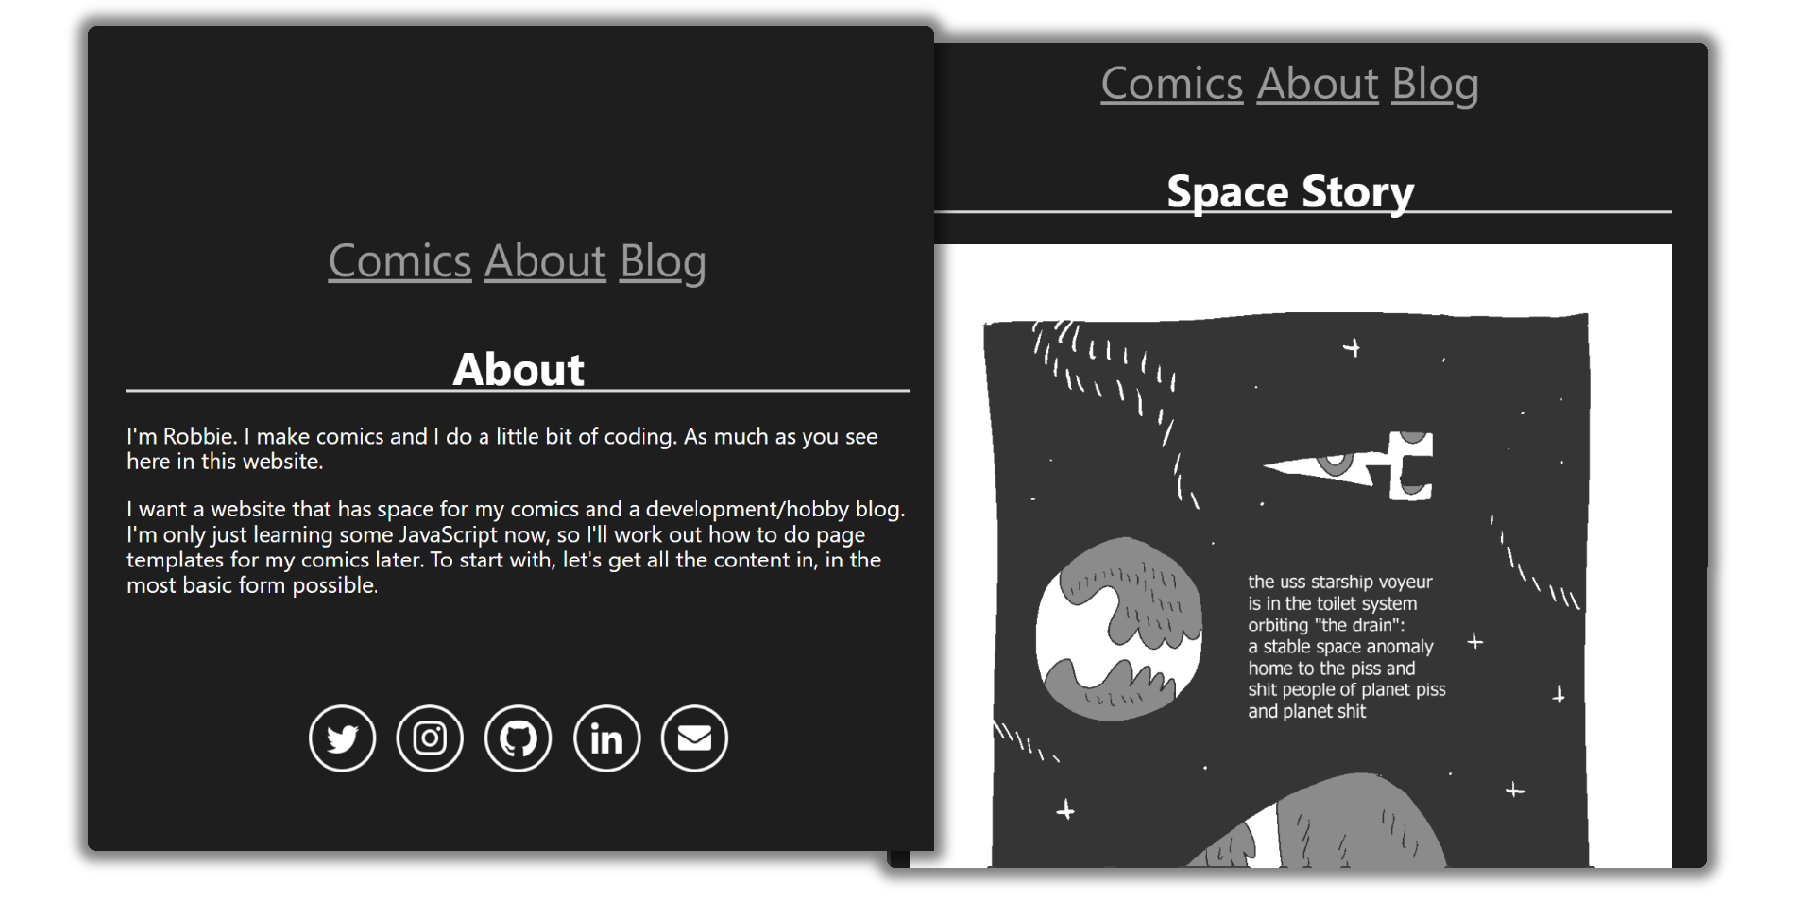 Comics About Blog
About
I'm Robbie. I make comics and I do a little bit of coding. As much as you see
here in this website.
I want a website that has space for my comics and a development/hobby blog.
I'm only just learning some JavaScript now, so I'll work out how to do page
templates for my comics later. To start with, let's get all the content in, in the
most basic form possible.
in
Comics About Blog
Space Story
the uss starship voyeur
is in the toilet system
orbiting "the drain":
a stable space anomaly
home to the piss and
shit people of planet piss
and planet shit